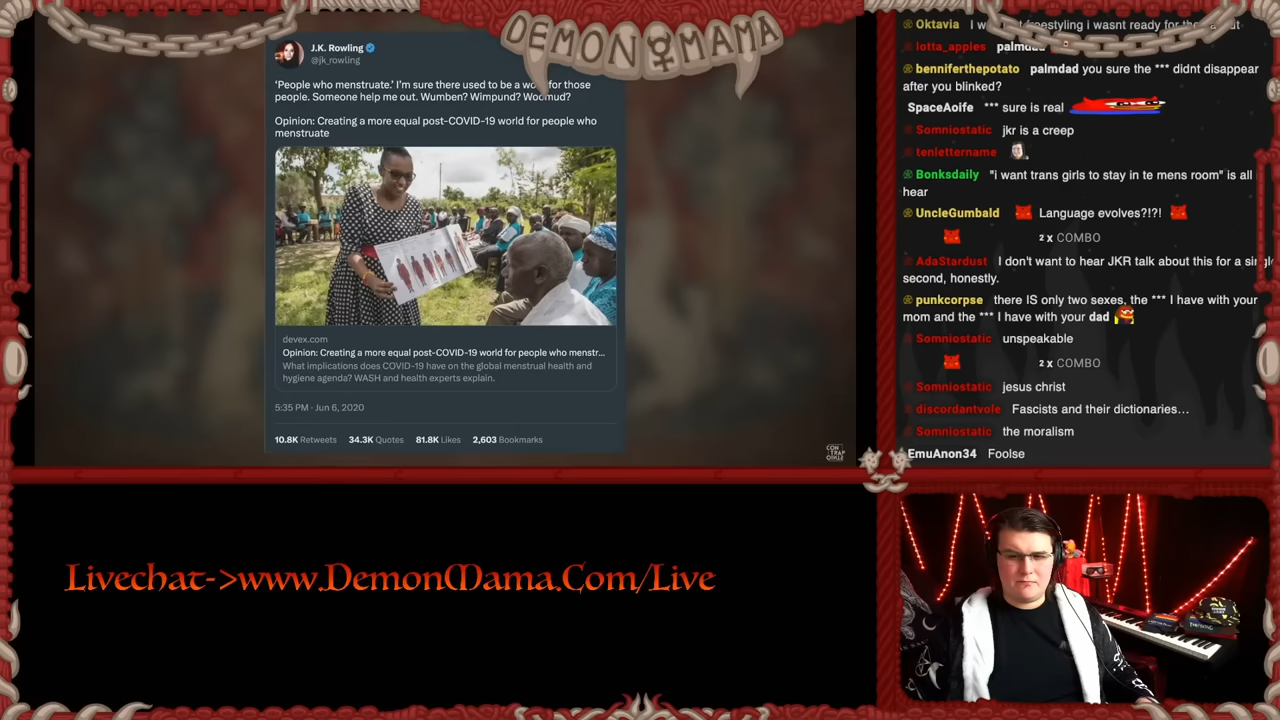 DEMON MAMA
J.K. Rowling
@jk_rowling
‘People who menstruate.’ I’m sure there used to be a word for those
people. Someone help me out. Wumben? Wimpund? Woomud?
Opinion: Creating a more equal post-COVID-19 world for people who
menstruate
devex.com
Opinion: Creating a more equal post-COVID-19 world for people who menstr...
What implications does COVID-19 have on the global menstrual health and
hygiene agenda? WASH and health experts explain.
5:35 PM · Jun 6, 2020
10.8K Retweets 34.3K Quotes 81.8K Likes 2,603 Bookmarks
Oktavia I freestyling i wasnt ready for
lotta_apples palmdad
benniferthepotato palmdad you sure the *** didnt disappear
after you blinked?
SpaceAoife *** sure is real
Somniostatic jkr is a creep
tenlettername
Bonksdaily "i want trans girls to stay in te mens room" is all i
hear
UncleGumbald Language evolves?!?!
2 x COMBO
AdaStardust I don't want to hear JKR talk about this for a single
second, honestly.
punkcorpse there IS only two sexes, the *** I have with your
mom and the *** I have with your dad
Somniostatic unspeakable
2 x COMBO
Somniostatic jesus christ
discordantvole Fascists and their dictionaries...
Somniostatic the moralism
EmuAnon34 Foolse
Livechat->www.DemonMama.Com/Live